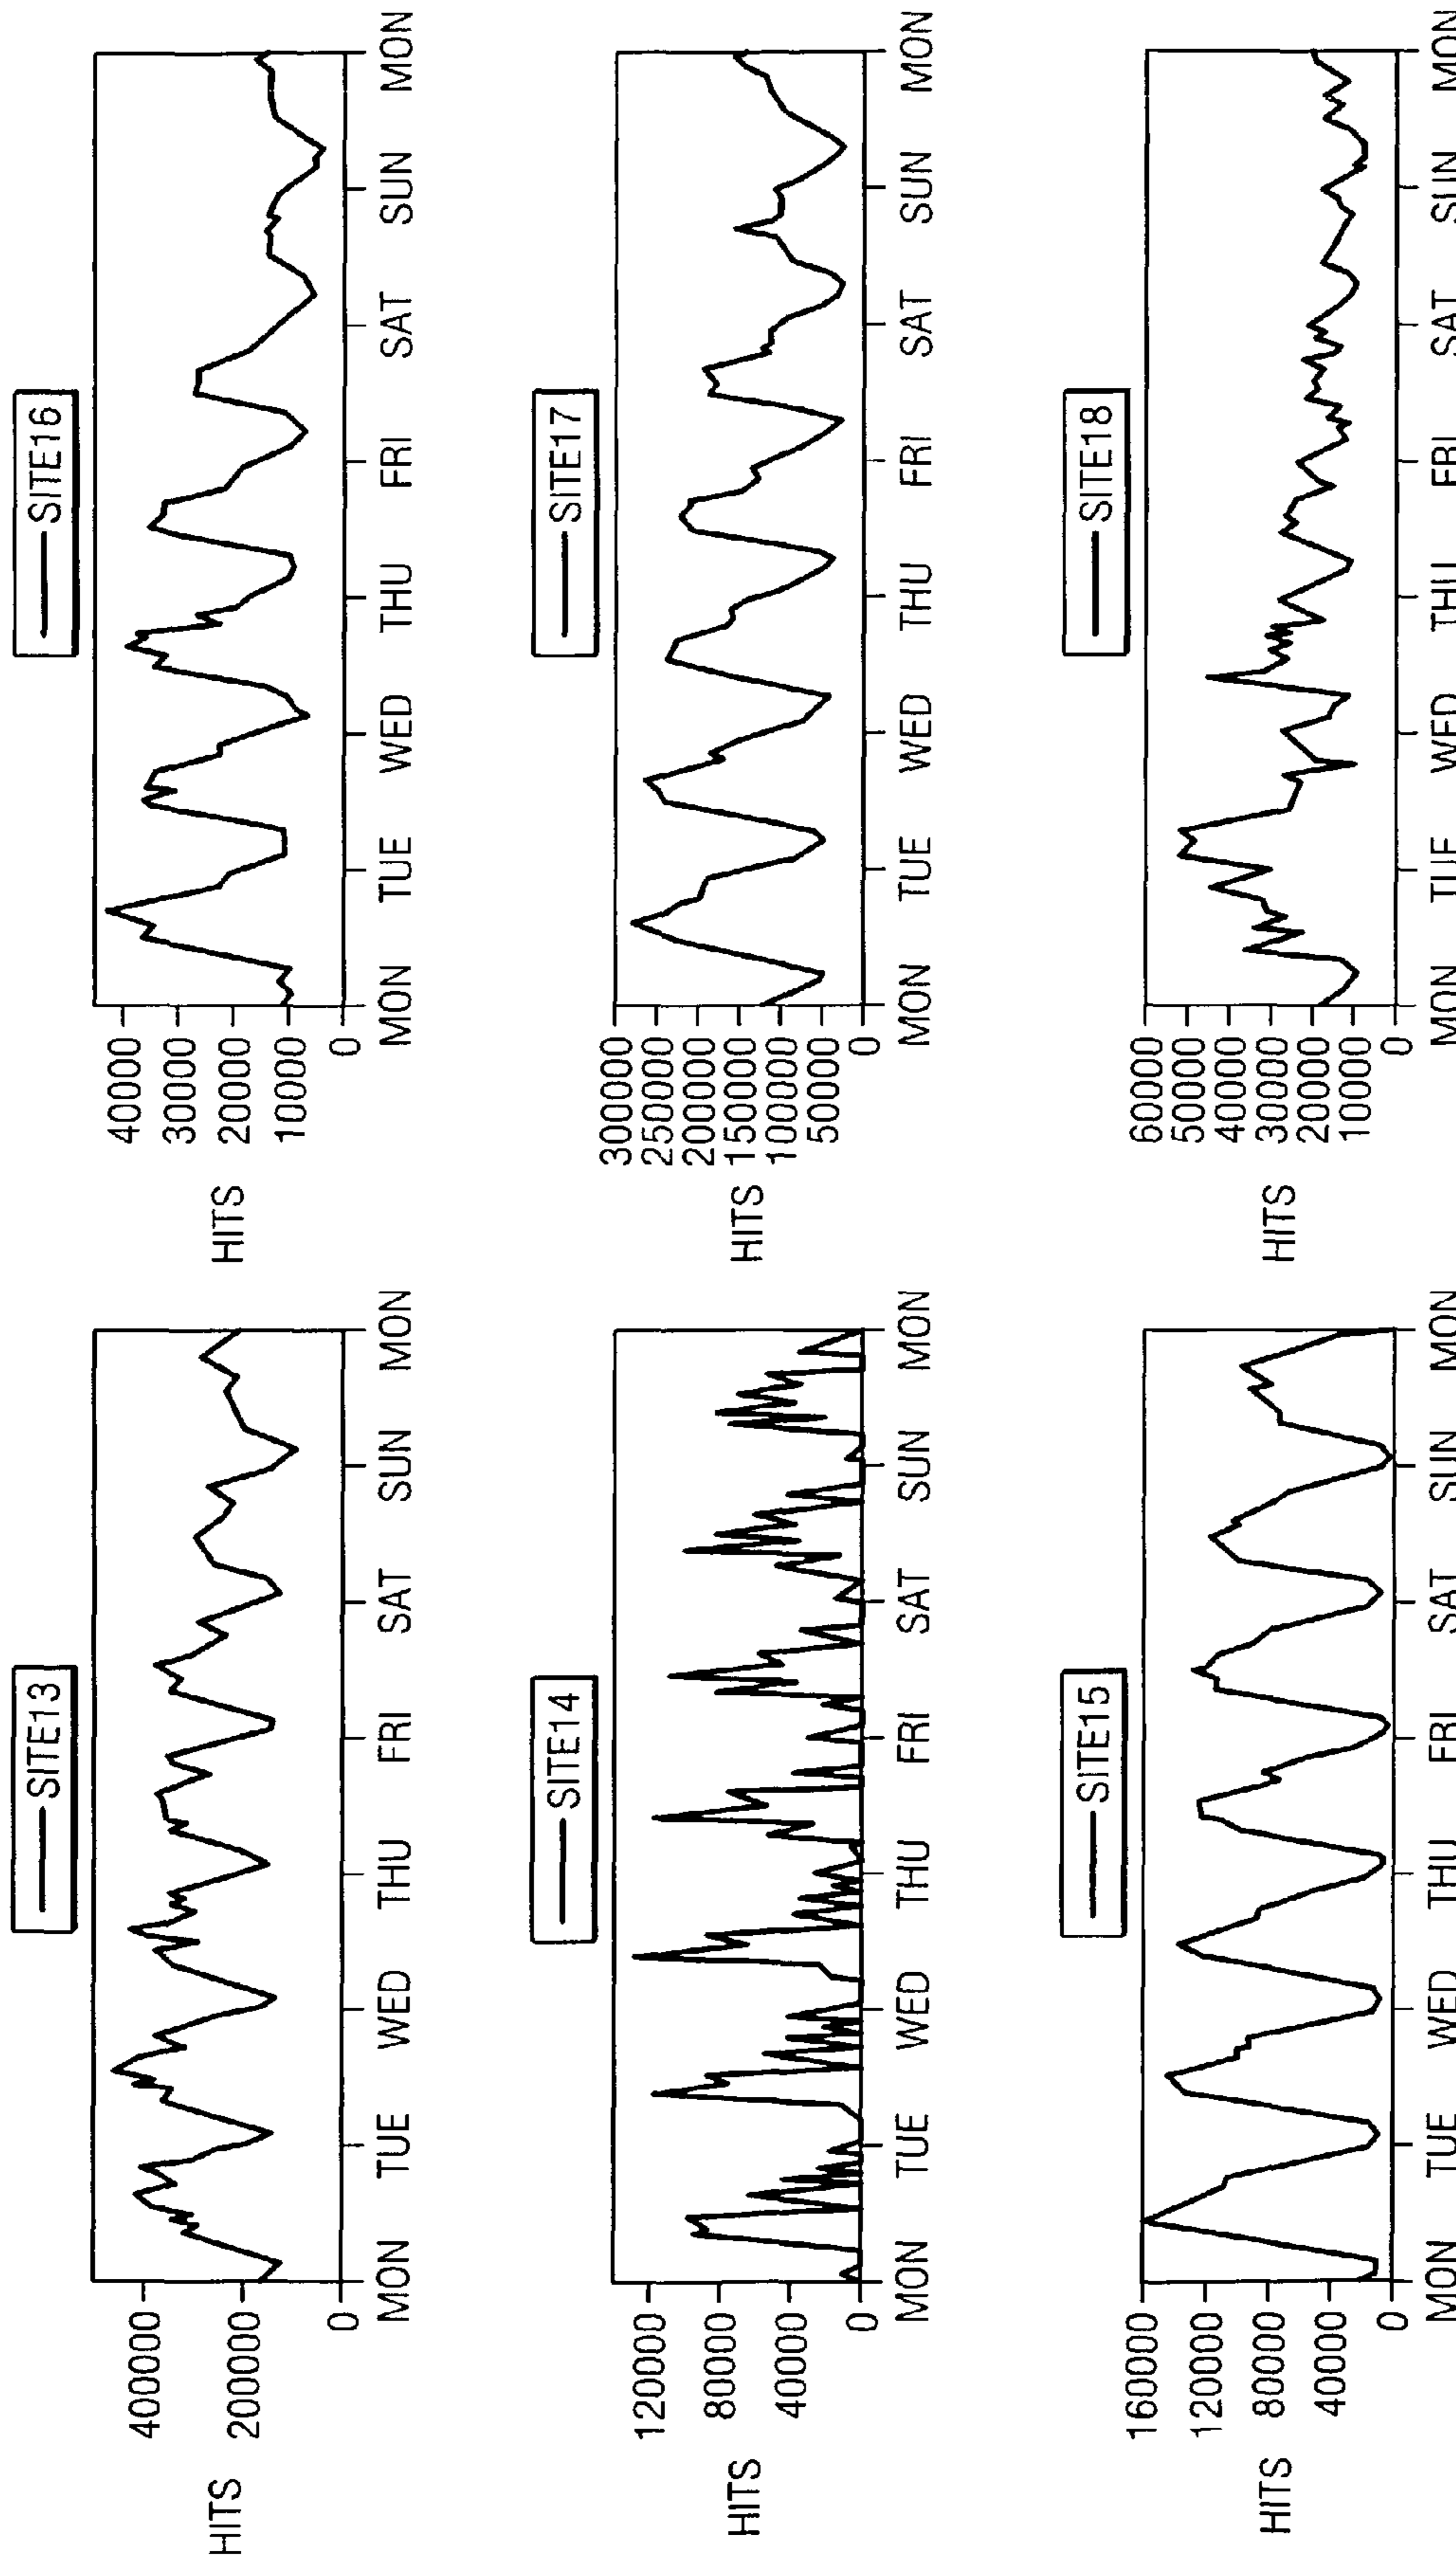 SITE13
HITS
400000
200000
0
MON TUE WED THU FRI SAT SUN MON
SITE14
HITS
120000
80000
40000
0
MON TUE WED THU FRI SAT SUN MON
SITE15
HITS
160000
120000
80000
40000
0
MON TUE WED THU FRI SAT SUN MON
SITE16
HITS
40000
30000
20000
10000
0
MON TUE WED THU FRI SAT SUN MON
SITE17
HITS
300000
250000
200000
150000
100000
50000
0
MON TUE WED THU FRI SAT SUN MON
SITE18
HITS
60000
50000
40000
30000
20000
10000
0
MON TUE WED THU FRI SAT SUN MON